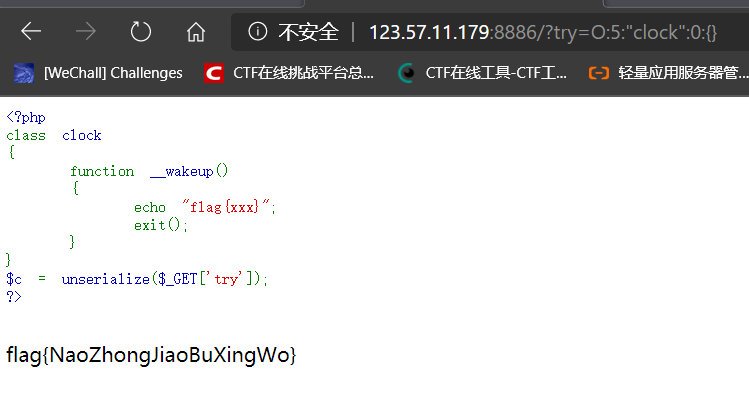 不安全 | 123.57.11.179:8886/?try=O:5:"clock":0:{}
[WeChall] Challenges CTF在线挑战平台总... CTF在线工具-CTF工... 轻量应用服务器管...
<?php
class clock
{
function __wakeup()
{
echo "flag{xxx}";
exit();
}
}
$c = unserialize($_GET['try']);
?>
flag{NaoZhongJiaoBuXingWo}